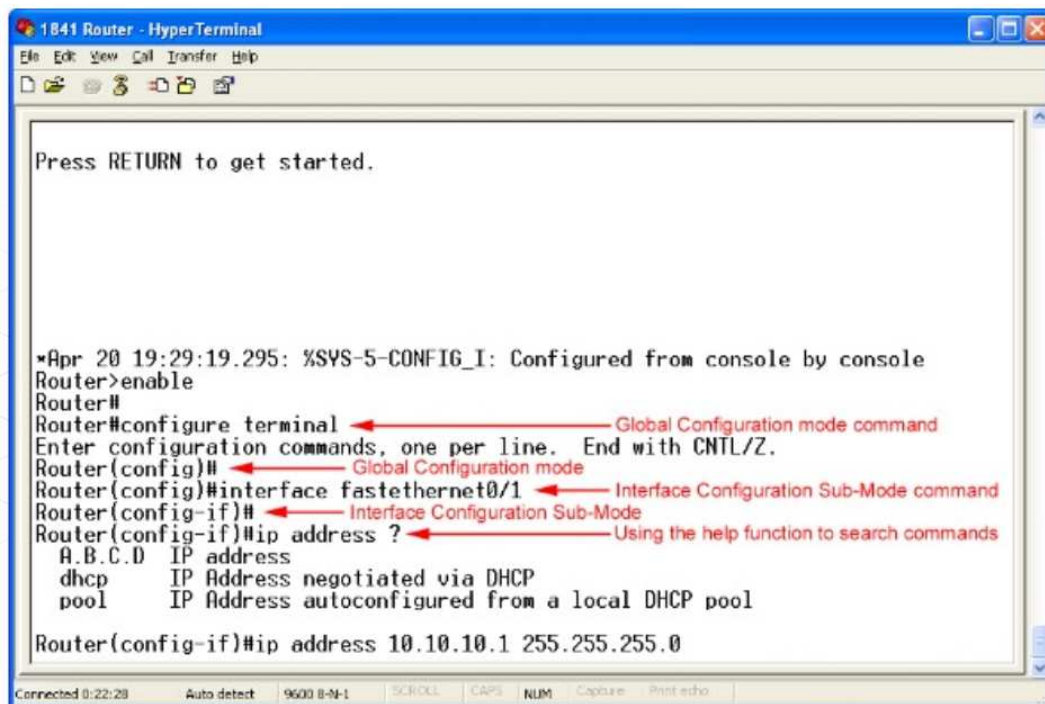 1841 Router - HyperTerminal
File Edit View Call Transfer Help
Press RETURN to get started.
*Apr 20 19:29:19.295: %SYS-5-CONFIG_I: Configured from console by console
Router>enable
Router#
Router#configure terminal Global Configuration mode command
Enter configuration commands, one per line.  End with CNTL/Z.
Router(config)# Global Configuration mode
Router(config)#interface fastethernet0/1 Interface Configuration Sub-Mode command
Router(config-if)# Interface Configuration Sub-Mode
Router(config-if)#ip address ? Using the help function to search commands
A.B.C.D  IP address
dhcp     IP Address negotiated via DHCP
pool     IP Address autoconfigured from a local DHCP pool
Router(config-if)#ip address 10.10.10.1 255.255.255.0
Connected 0:22:28 Auto detect 9600 8-N-1 SCROLL CAPS NUM Capture Print echo